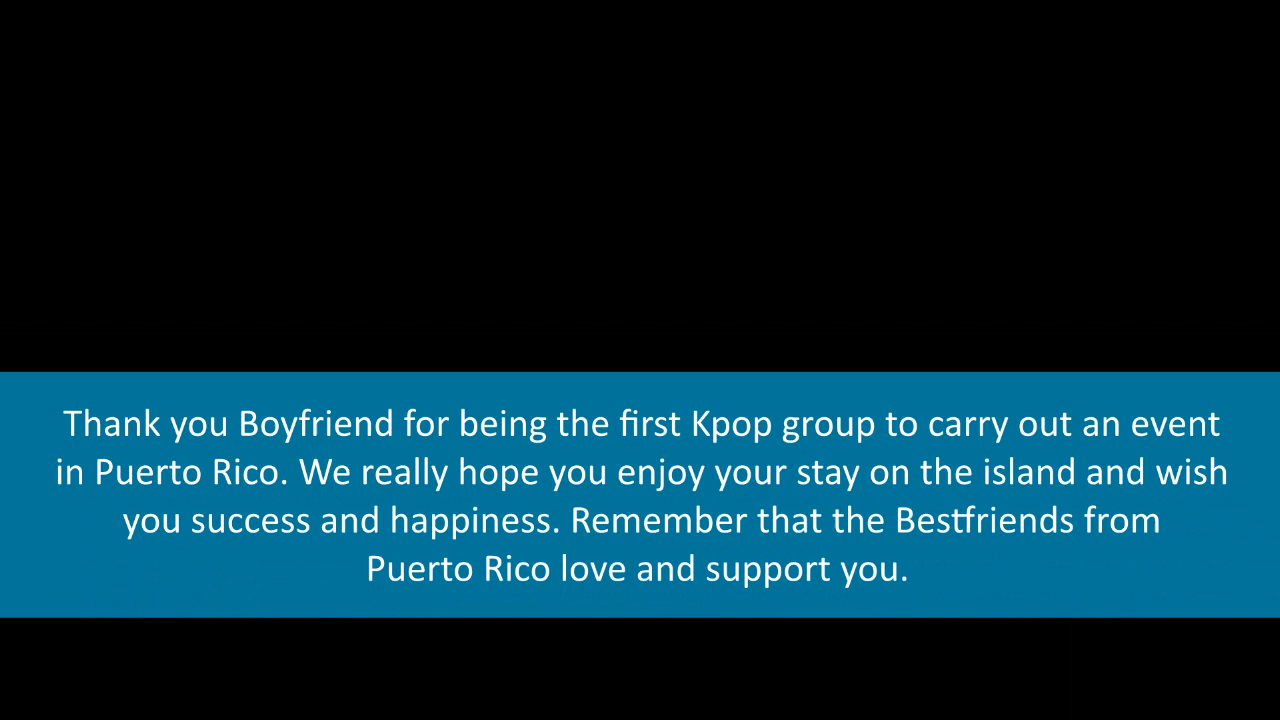 Thank you Boyfriend for being the first Kpop group to carry out an event
in Puerto Rico. We really hope you enjoy your stay on the island and wish
you success and happiness. Remember that the Bestfriends from
Puerto Rico love and support you.